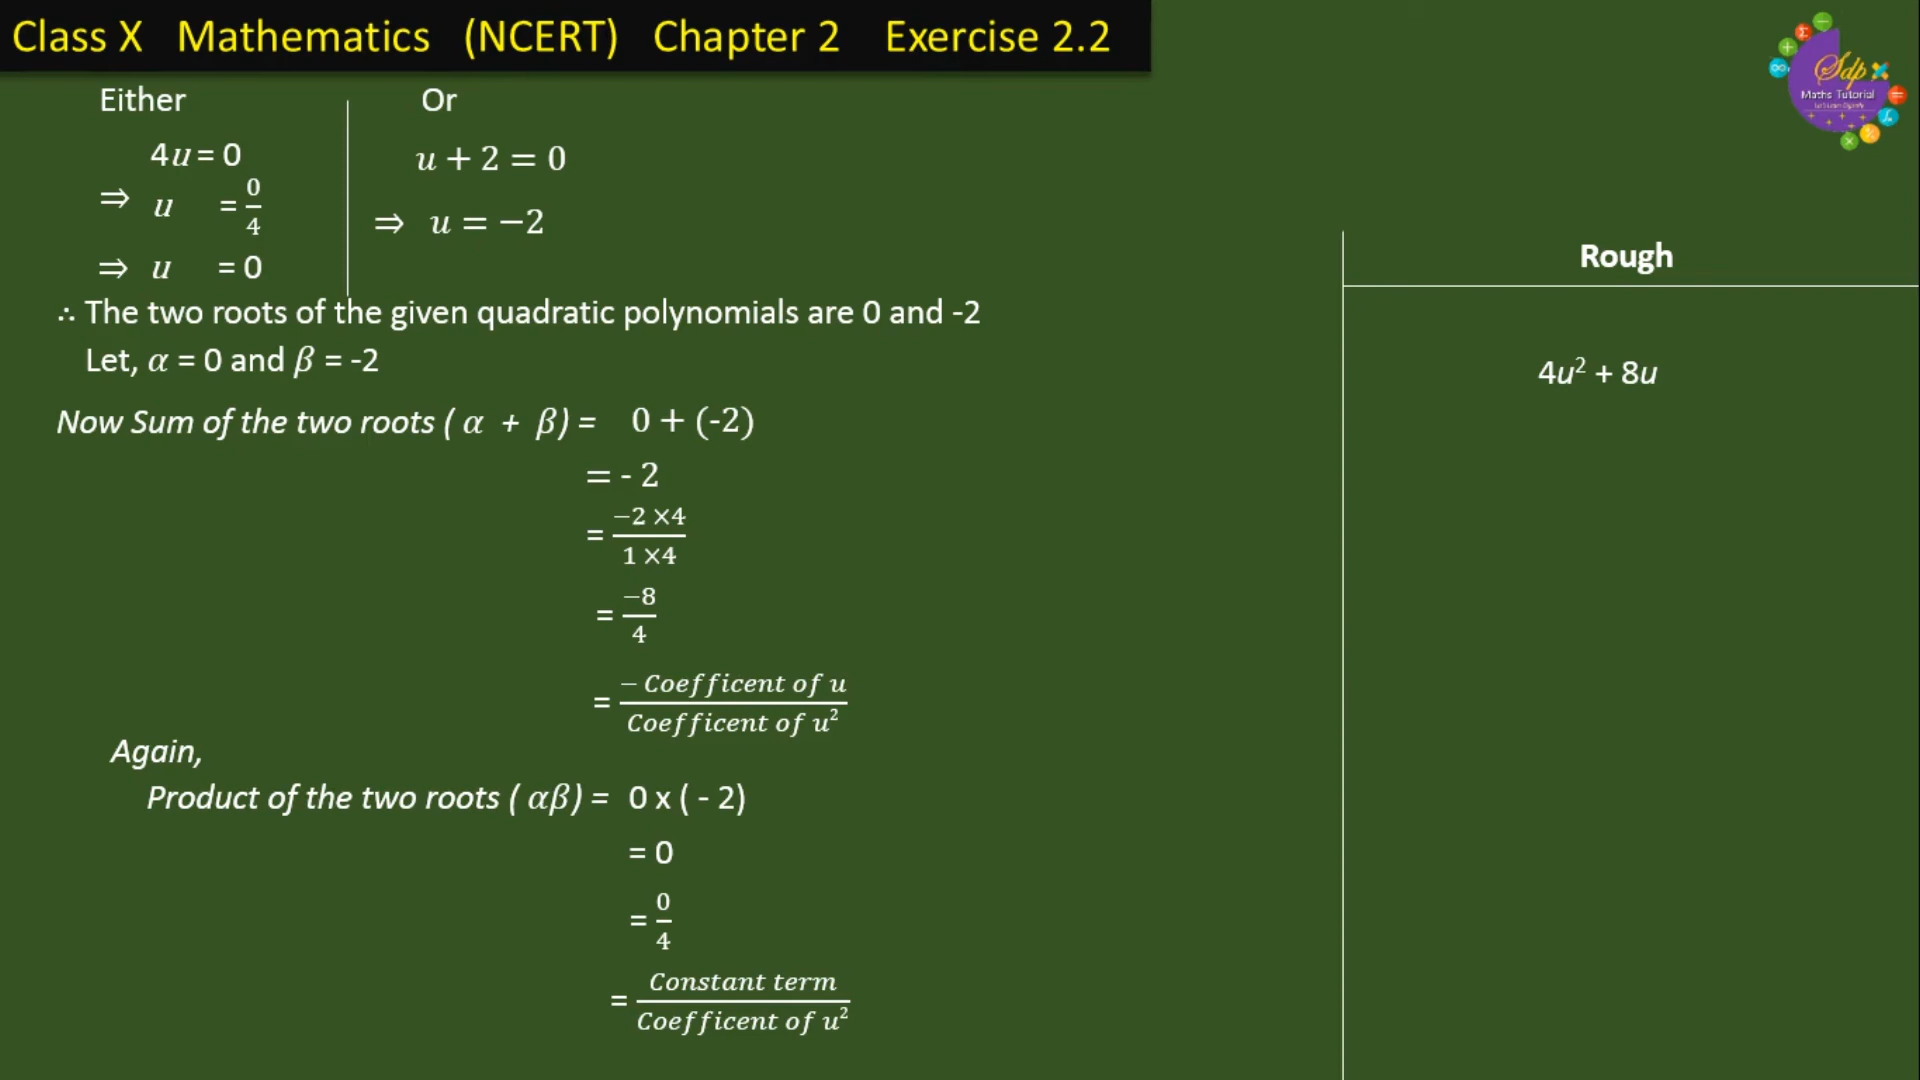 Class X Mathematics (NCERT) Chapter 2 Exercise 2.2
Sdp
Maths Tutorial
Either
Or
4u = 0
u + 2 = 0
⇒ u = 0/4
⇒ u = −2
⇒ u = 0
∴ The two roots of the given quadratic polynomials are 0 and -2
Let, α = 0 and β = -2
Now Sum of the two roots ( α + β) = 0 + (-2)
= - 2
= −2 ×4 / 1 ×4
= −8/4
= − Coefficent of u / Coefficent of u²
Again,
Product of the two roots ( αβ) = 0 x ( - 2)
= 0
= 0/4
= Constant term / Coefficent of u²
Rough
4u² + 8u